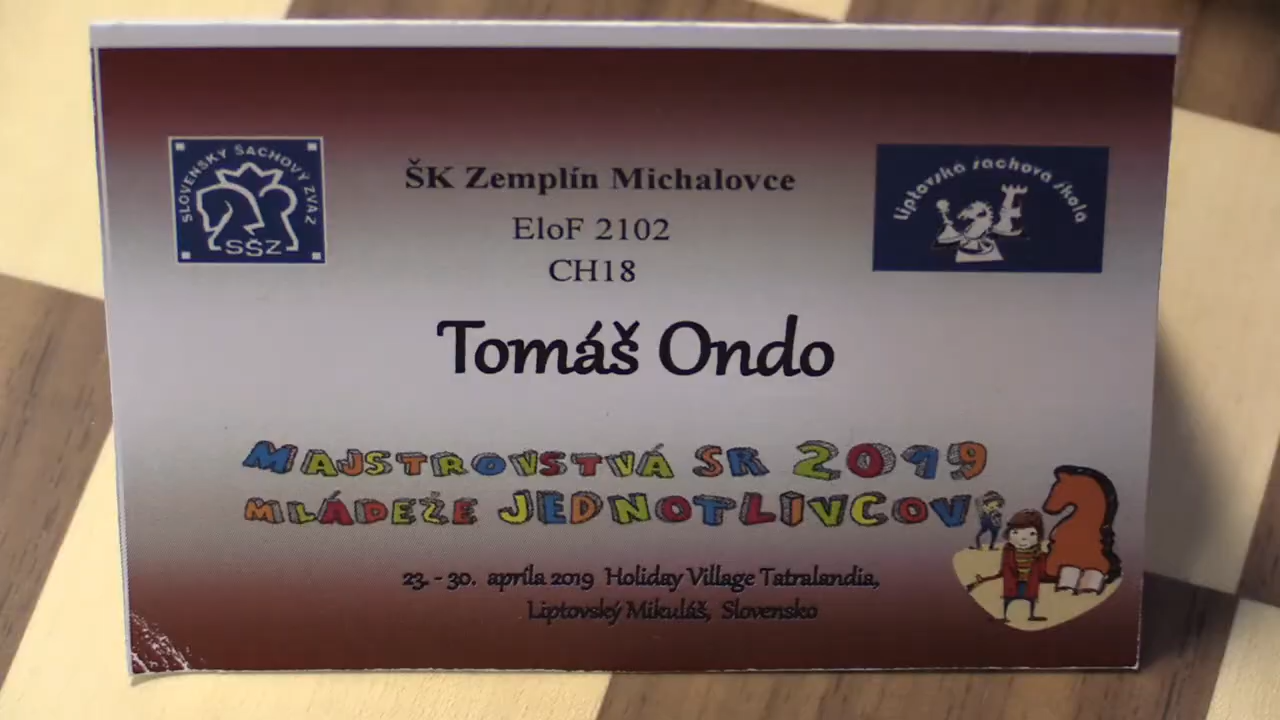 SLOVENSKÝ ŠACHOVÝ ZVÄZ
SŠZ
Liptovská šachová škola
ŠK Zemplín Michalovce
EloF 2102
CH18
Tomáš Ondo
MAJSTROVSTVÁ SR 2019
MLÁDEŽE JEDNOTLIVCOV
23. - 30. apríla 2019 Holiday Village Tatralandia,
Liptovský Mikuláš, Slovensko